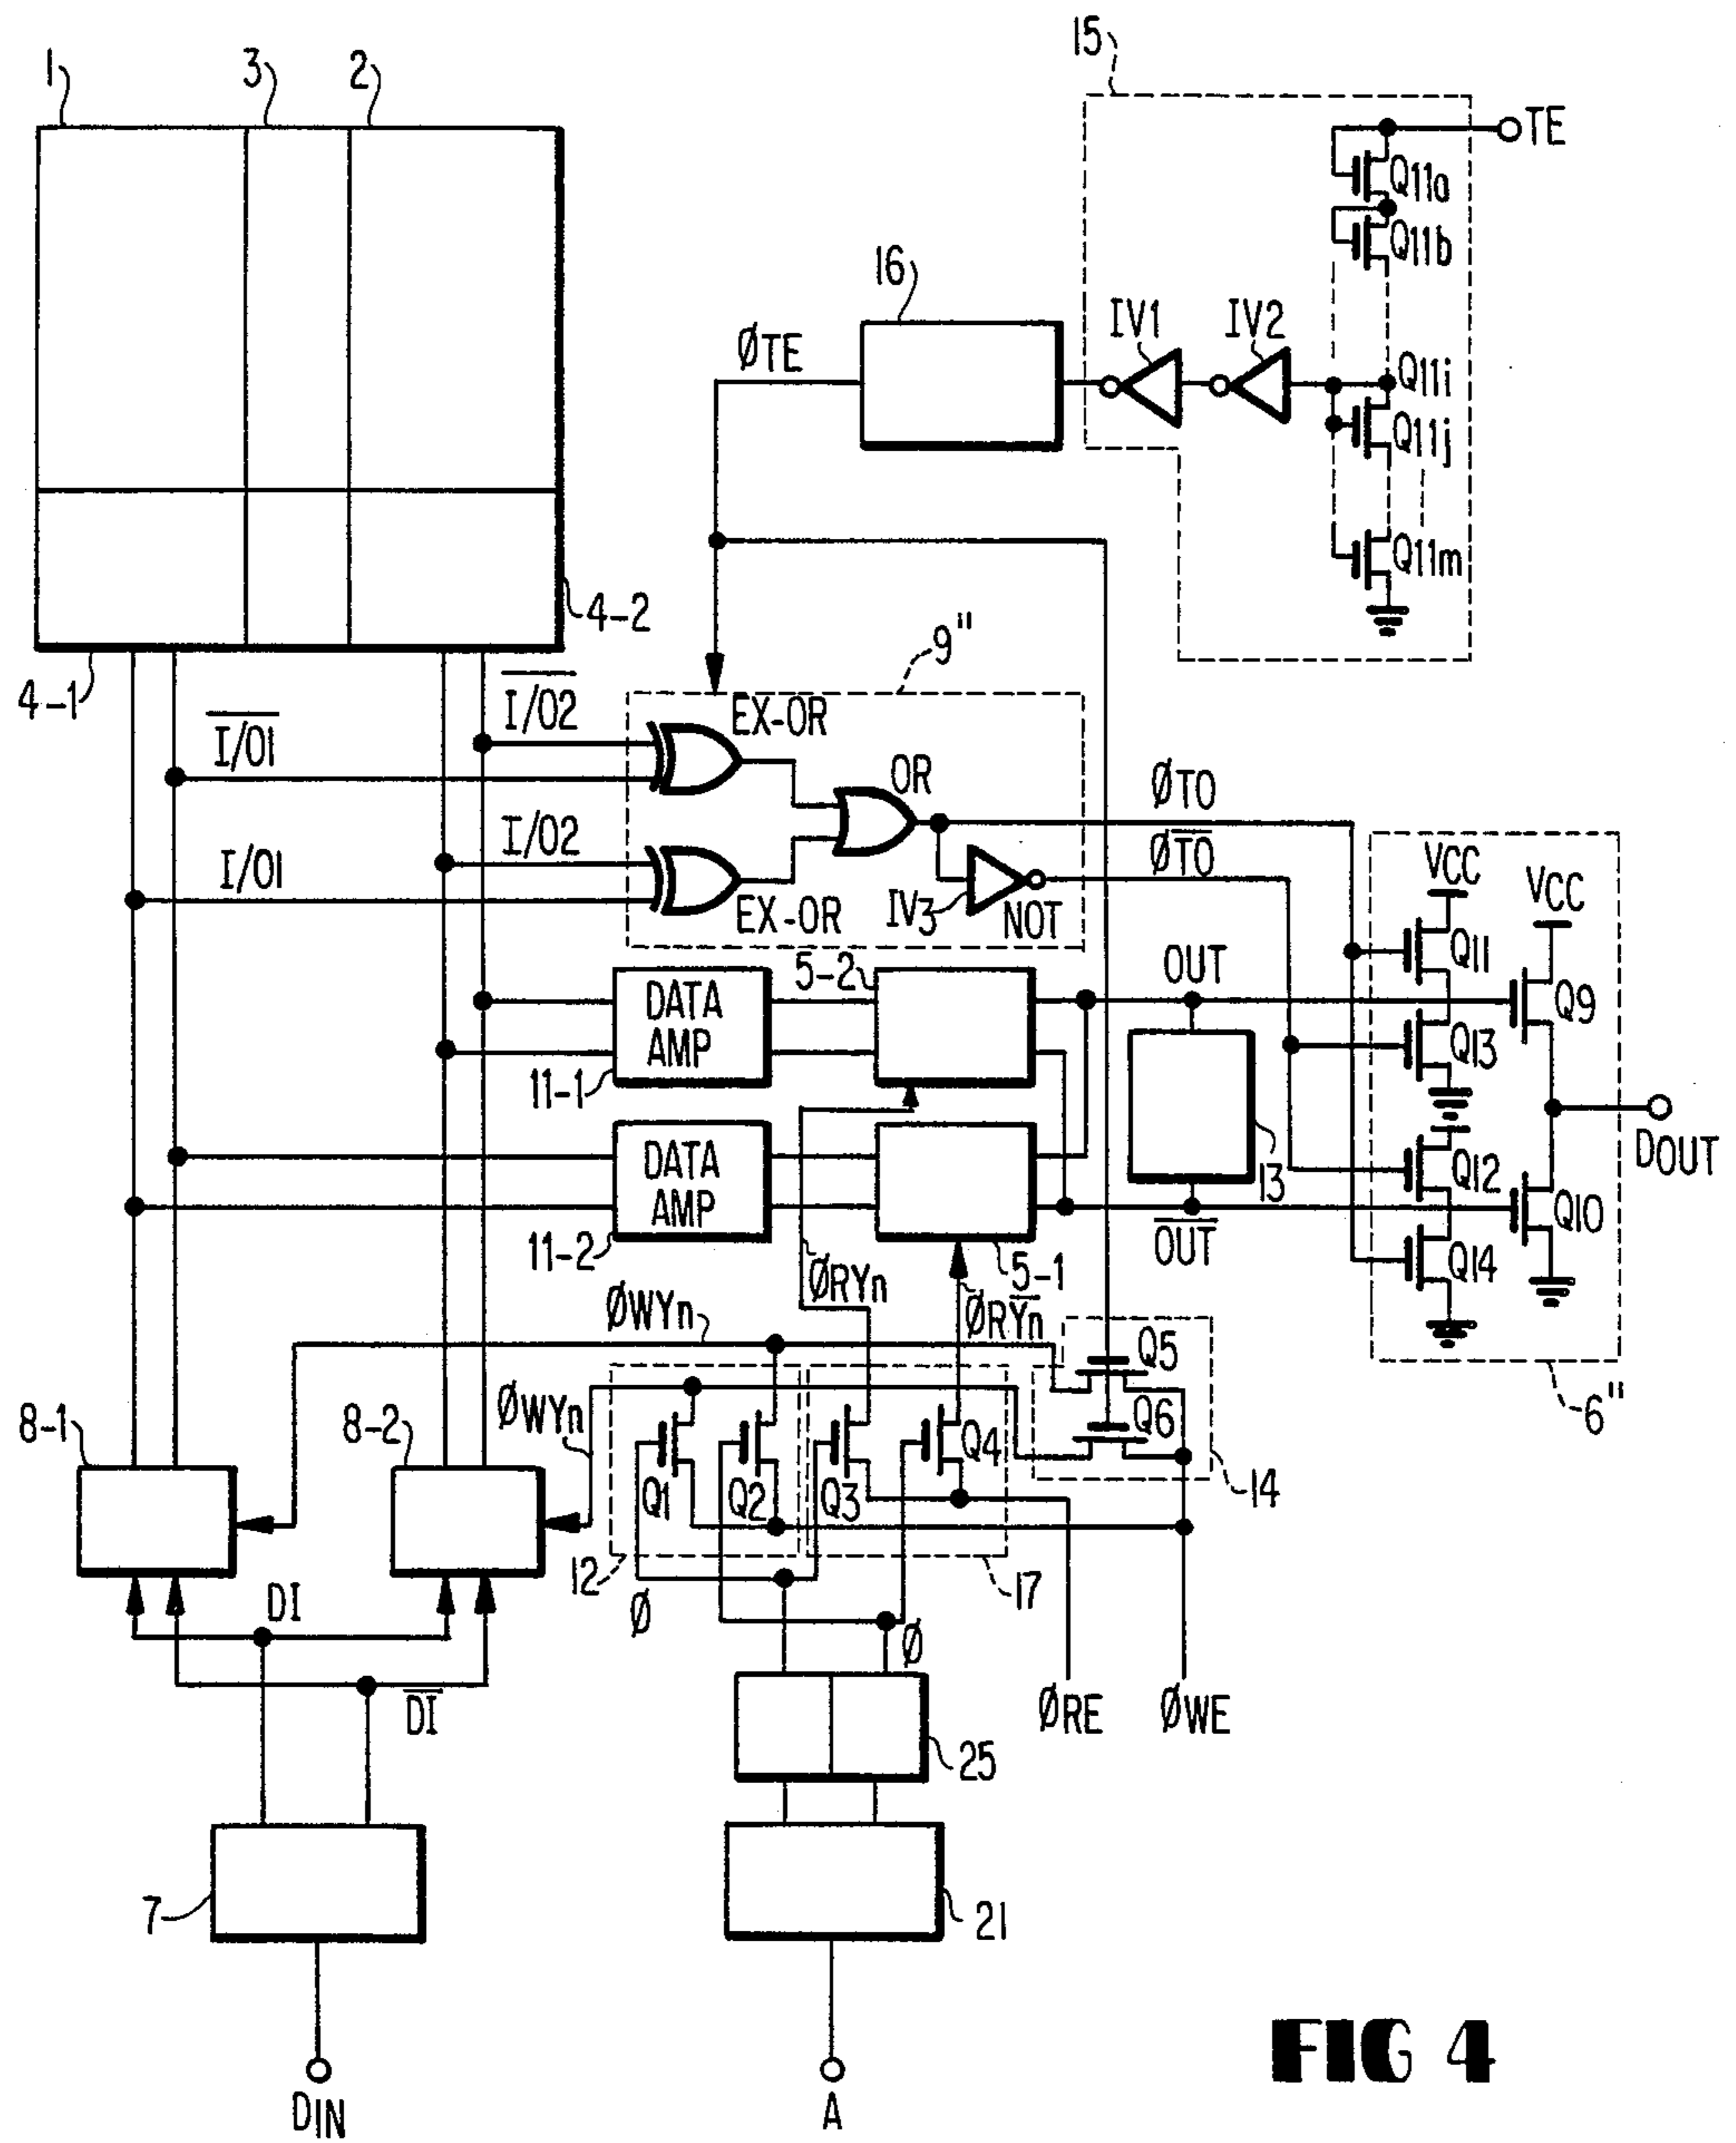 15
1 3 2
TE
Q11a
Q11b
16
IV1 IV2
ØTE
Q11i
Q11j
Q11m
4-2
4-1
9"
I/O2
I/O1
EX-OR
OR
I/O2
I/O1
EX-OR
IV3 NOT
ØTO
ØTO
VCC VCC
Q11
Q9
Q13
5-2
OUT
DATA AMP
11-1
DATA AMP
11-2
13
DOUT
Q12
Q10
OUT
Q14
5-1
ØRYn
ØRYn
ØWYn
ØWYn
Q5
Q6
6"
8-1 8-2
Q1 Q2 Q3 Q4
14
12 17
DI
Ø
Ø
DI
ØRE ØWE
25
7
21
DIN
A
FIG 4